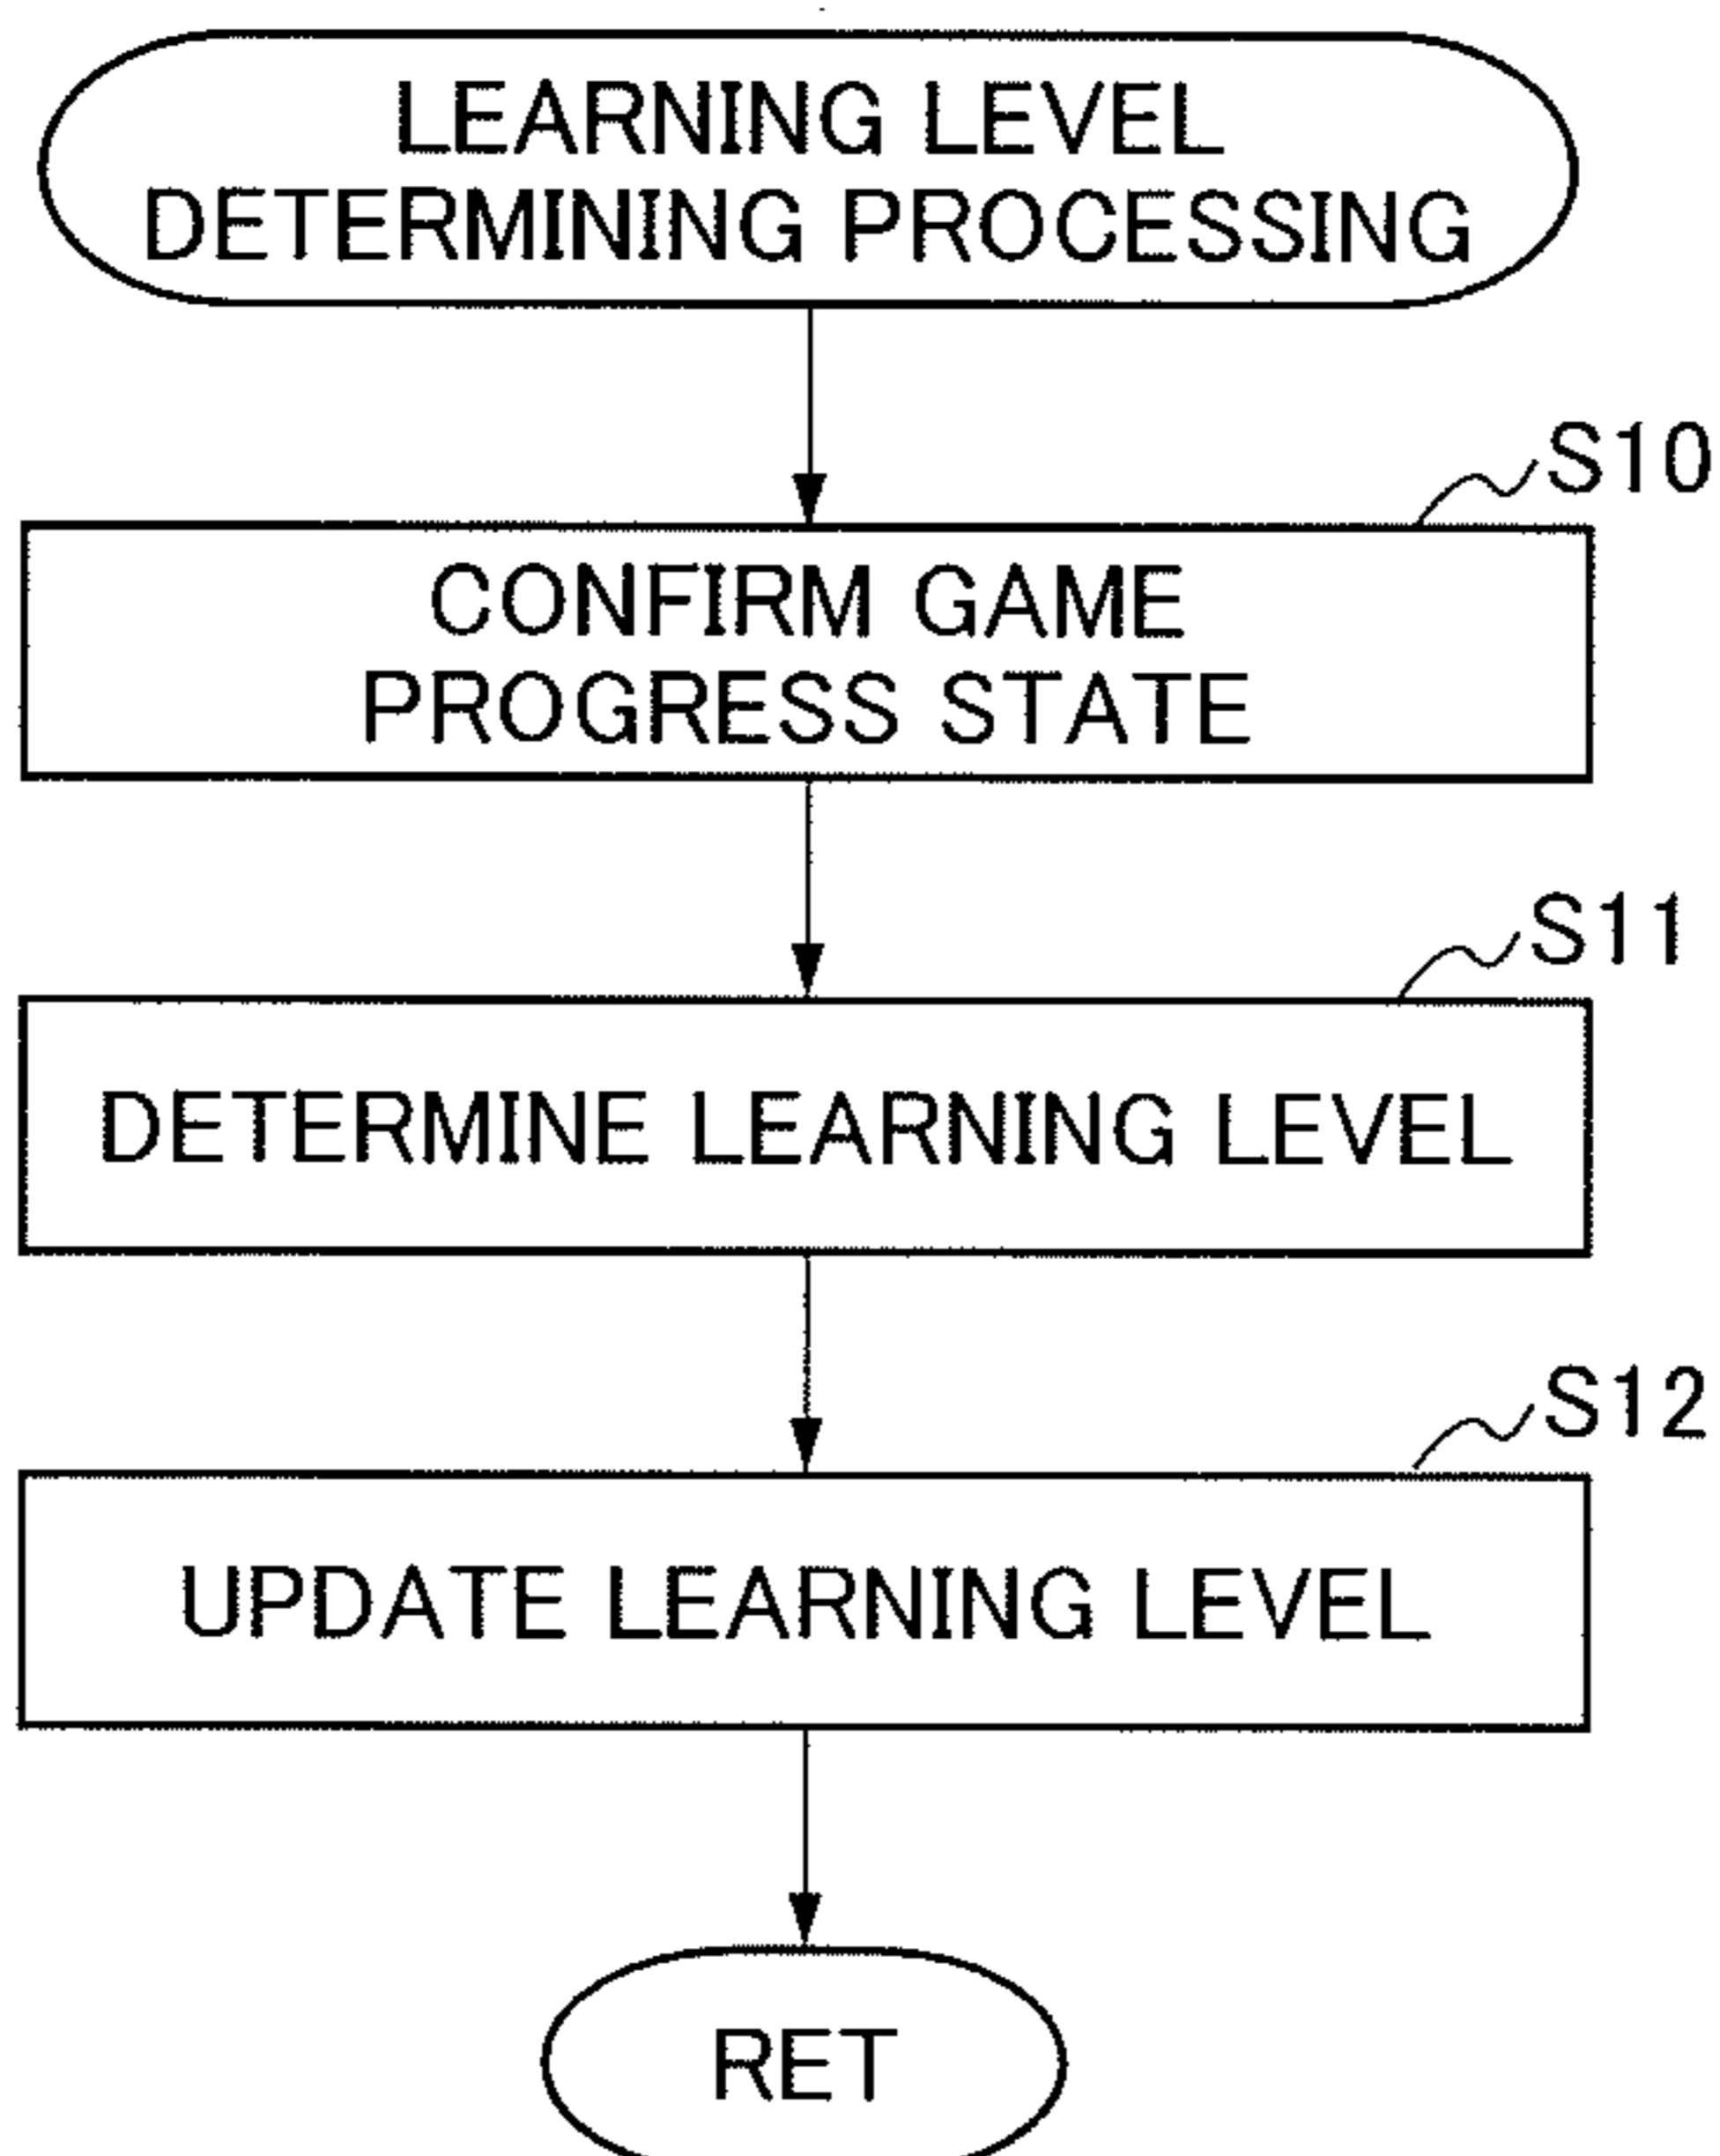 LEARNING LEVEL
DETERMINING PROCESSING
S10
CONFIRM GAME
PROGRESS STATE
S11
DETERMINE LEARNING LEVEL
S12
UPDATE LEARNING LEVEL
RET